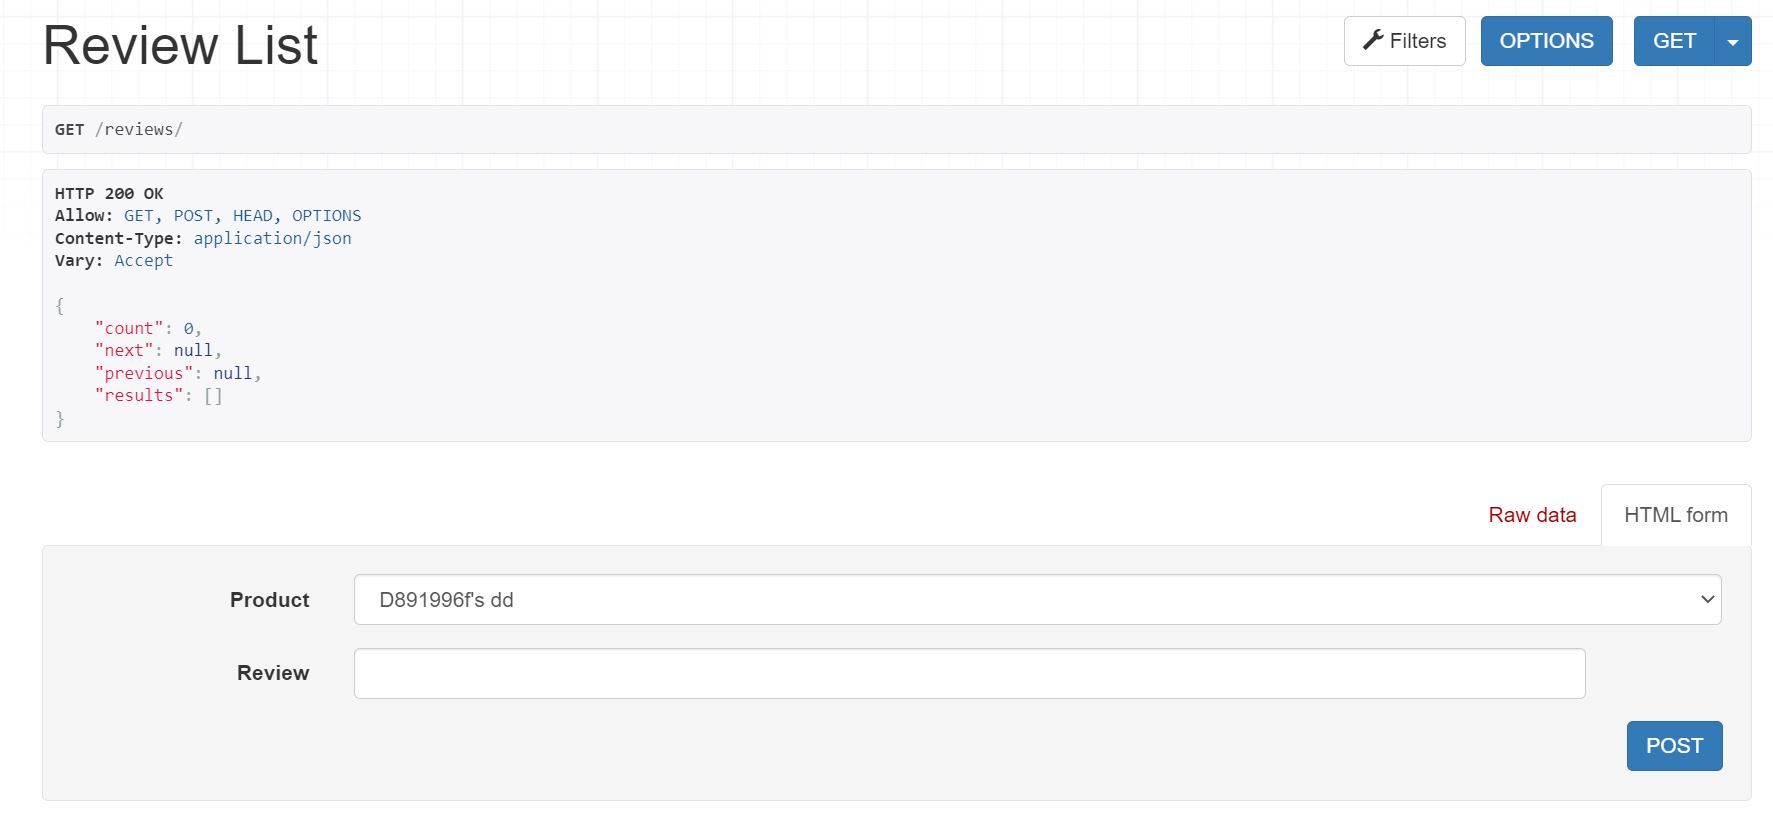 Review List
Filters
OPTIONS
GET
GET /reviews/
HTTP 200 OK
Allow: GET, POST, HEAD, OPTIONS
Content-Type: application/json
Vary: Accept
{
    "count": 0,
    "next": null,
    "previous": null,
    "results": []
}
Raw data
HTML form
Product
D891996f's dd
Review
POST